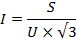 I = S / (U × √3)